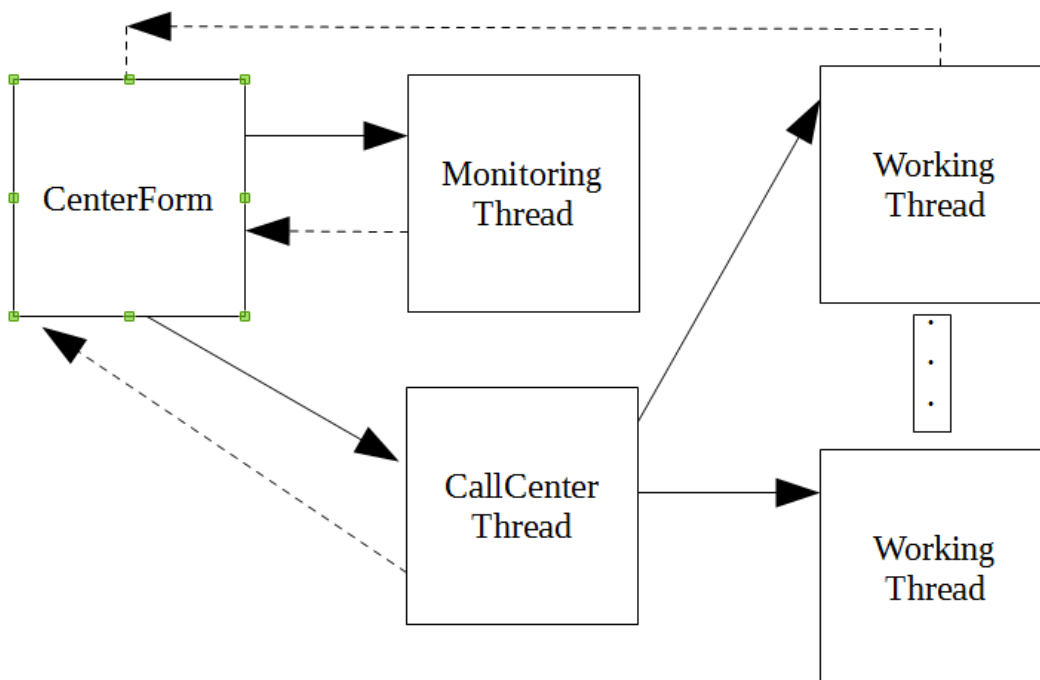 CenterForm
Monitoring
Thread
Working
Thread
CallCenter
Thread
Working
Thread